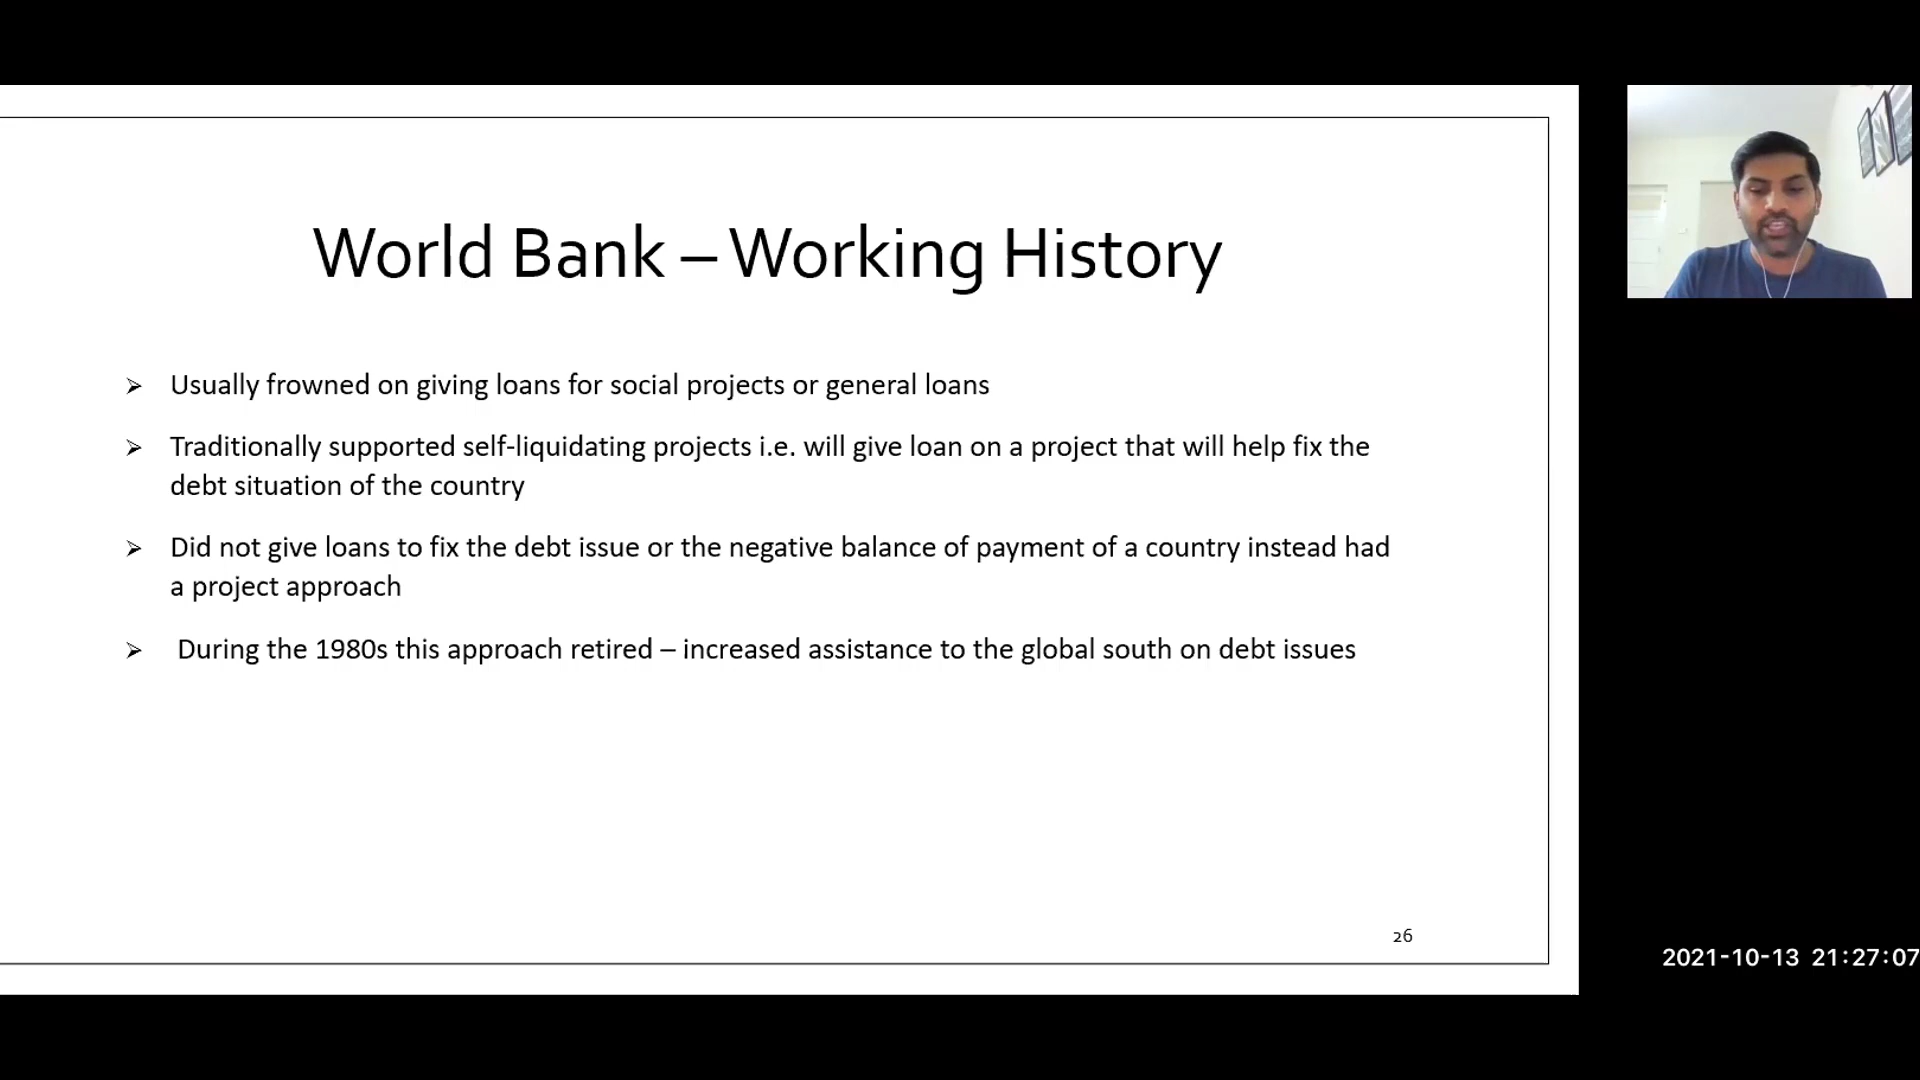 World Bank – Working History
➢ Usually frowned on giving loans for social projects or general loans
➢ Traditionally supported self-liquidating projects i.e. will give loan on a project that will help fix the
debt situation of the country
➢ Did not give loans to fix the debt issue or the negative balance of payment of a country instead had
a project approach
➢ During the 1980s this approach retired – increased assistance to the global south on debt issues
26
2021-10-13 21:27:07